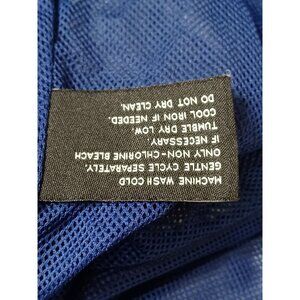 MACHINE WASH COLD
GENTLE CYCLE SEPARATELY.
ONLY NON-CHLORINE BLEACH
IF NECESSARY.
TUMBLE DRY LOW.
COOL IRON IF NEEDED.
DO NOT DRY CLEAN.